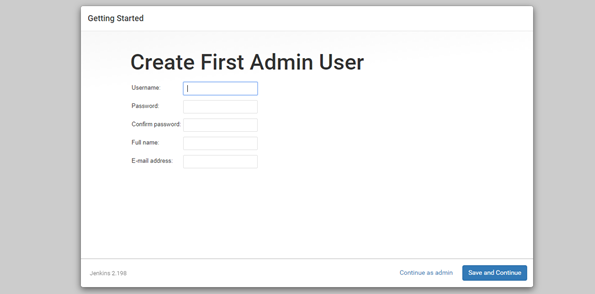 Getting Started
Create First Admin User
Username:
Password:
Confirm password:
Full name:
E-mail address:
Jenkins 2.198
Continue as admin
Save and Continue